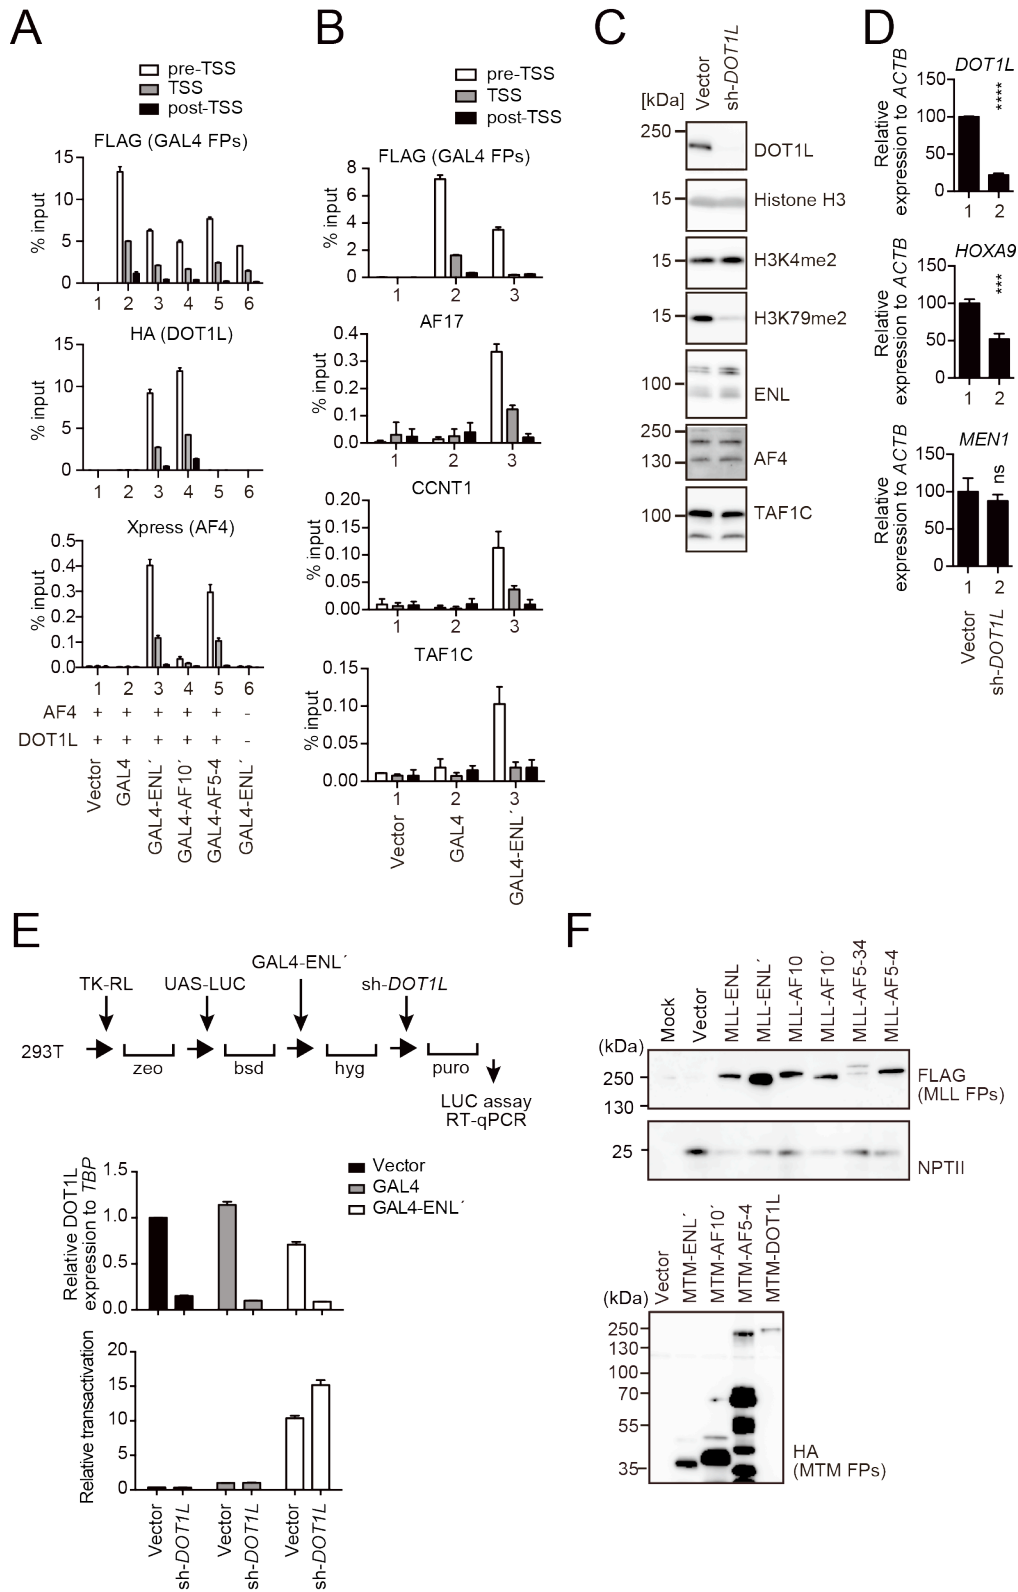 A
pre-TSS
TSS
post-TSS
FLAG (GAL4 FPs)
15
10
5
0
% input
1 2 3 4 5 6
HA (DOT1L)
15
10
5
0
% input
1 2 3 4 5 6
Xpress (AF4)
0.5
0.4
0.3
0.2
0.1
0.0
% input
1 2 3 4 5 6
AF4 + + + + + -
DOT1L + + + + + -
Vector
GAL4
GAL4-ENL´
GAL4-AF10´
GAL4-AF5-4
GAL4-ENL´
B
pre-TSS
TSS
post-TSS
FLAG (GAL4 FPs)
8
6
4
2
0
% input
1 2 3
AF17
0.4
0.3
0.2
0.1
0.0
% input
1 2 3
CCNT1
0.20
0.15
0.10
0.05
0.00
% input
1 2 3
TAF1C
0.15
0.10
0.05
0.00
% input
1 2 3
Vector
GAL4
GAL4-ENL´
C
Vector
sh-DOT1L
[kDa]
250
DOT1L
15
Histone H3
15
H3K4me2
15
H3K79me2
100
ENL
250
130
AF4
100
TAF1C
D
DOT1L
150
100
50
0
Relative
expression to ACTB
****
1 2
HOXA9
150
100
50
0
Relative
expression to ACTB
***
1 2
MEN1
150
100
50
0
Relative
expression to ACTB
ns
1 2
Vector
sh-DOT1L
E
GAL4-ENL´
TK-RL
UAS-LUC
sh-DOT1L
293T
zeo
bsd
hyg
puro
LUC assay
RT-qPCR
Vector
GAL4
GAL4-ENL´
1.5
1.0
0.5
0.0
Relative DOT1L
expression to TBP
20
15
10
5
0
Relative transactivation
Vector
sh-DOT1L
Vector
sh-DOT1L
Vector
sh-DOT1L
F
Mock
Vector
MLL-ENL
MLL-ENL´
MLL-AF10
MLL-AF10´
MLL-AF5-34
MLL-AF5-4
(kDa)
250
130
FLAG
(MLL FPs)
25
NPTII
Vector
MTM-ENL´
MTM-AF10´
MTM-AF5-4
MTM-DOT1L
(kDa)
250
130
100
70
55
35
HA
(MTM FPs)